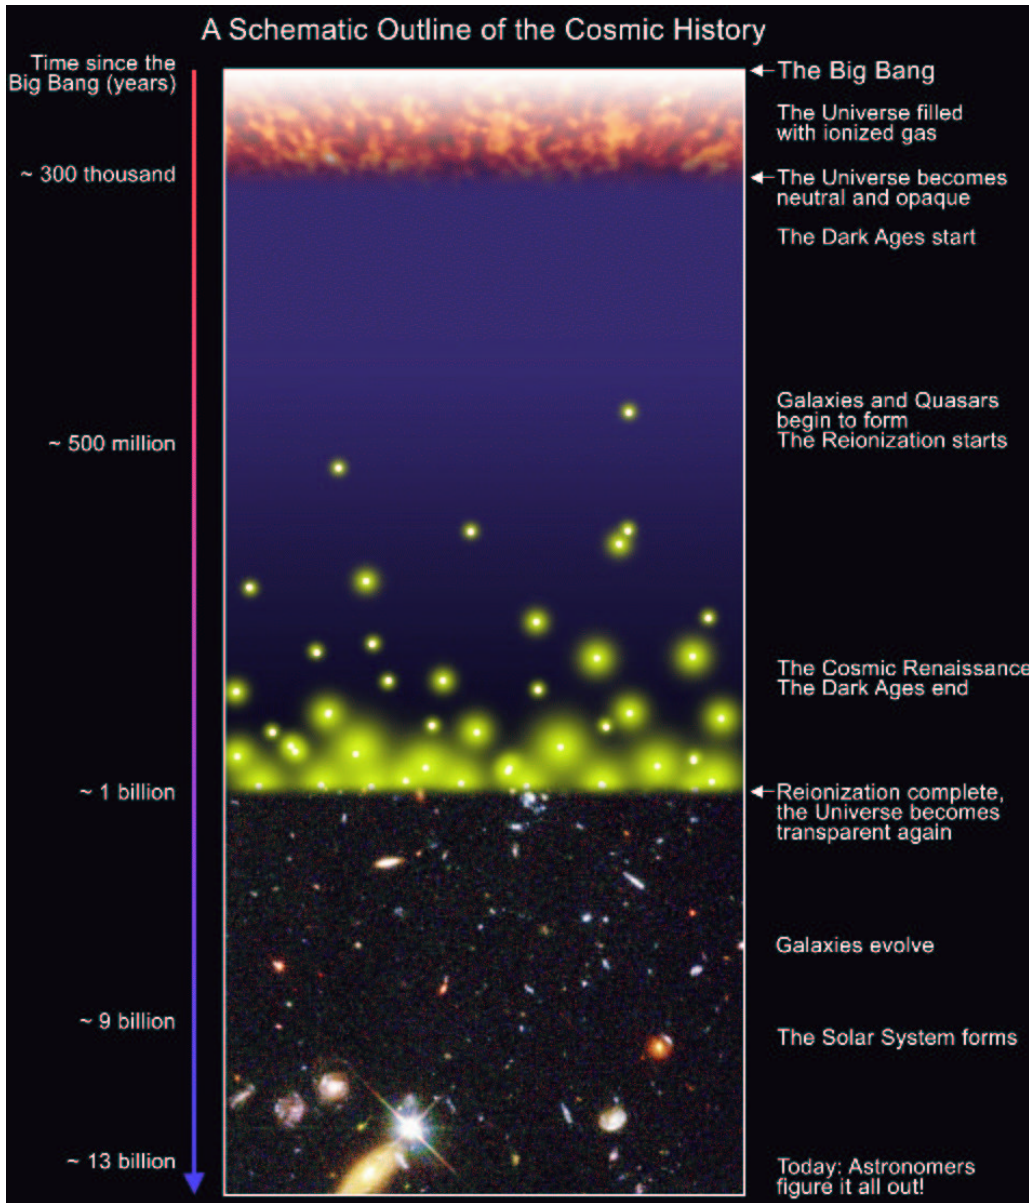 A Schematic Outline of the Cosmic History
Time since the
Big Bang (years)
The Big Bang
The Universe filled
with ionized gas
~ 300 thousand
The Universe becomes
neutral and opaque
The Dark Ages start
Galaxies and Quasars
begin to form
~ 500 million
The Reionization starts
The Cosmic Renaissance
The Dark Ages end
~ 1 billion
Reionization complete,
the Universe becomes
transparent again
Galaxies evolve
~ 9 billion
The Solar System forms
~ 13 billion
Today: Astronomers
figure it all out!